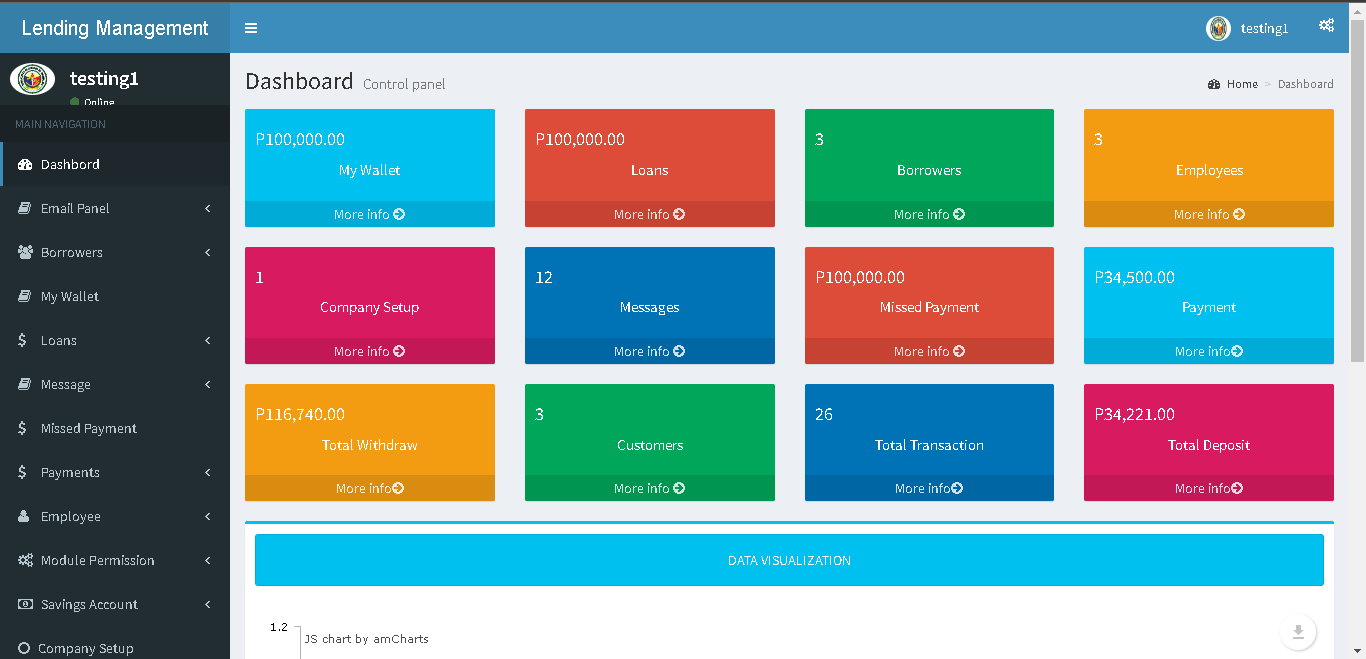 Lending Management
testing1
testing1
Online
MAIN NAVIGATION
Dashbord
Email Panel
Borrowers
My Wallet
Loans
Message
Missed Payment
Payments
Employee
Module Permission
Savings Account
Company Setup
Dashboard Control panel
Home > Dashboard
P100,000.00
My Wallet
More info
P100,000.00
Loans
More info
3
Borrowers
More info
3
Employees
More info
1
Company Setup
More info
12
Messages
More info
P100,000.00
Missed Payment
More info
P34,500.00
Payment
More info
P116,740.00
Total Withdraw
More info
3
Customers
More info
26
Total Transaction
More info
P34,221.00
Total Deposit
More info
DATA VISUALIZATION
1.2
JS chart by amCharts